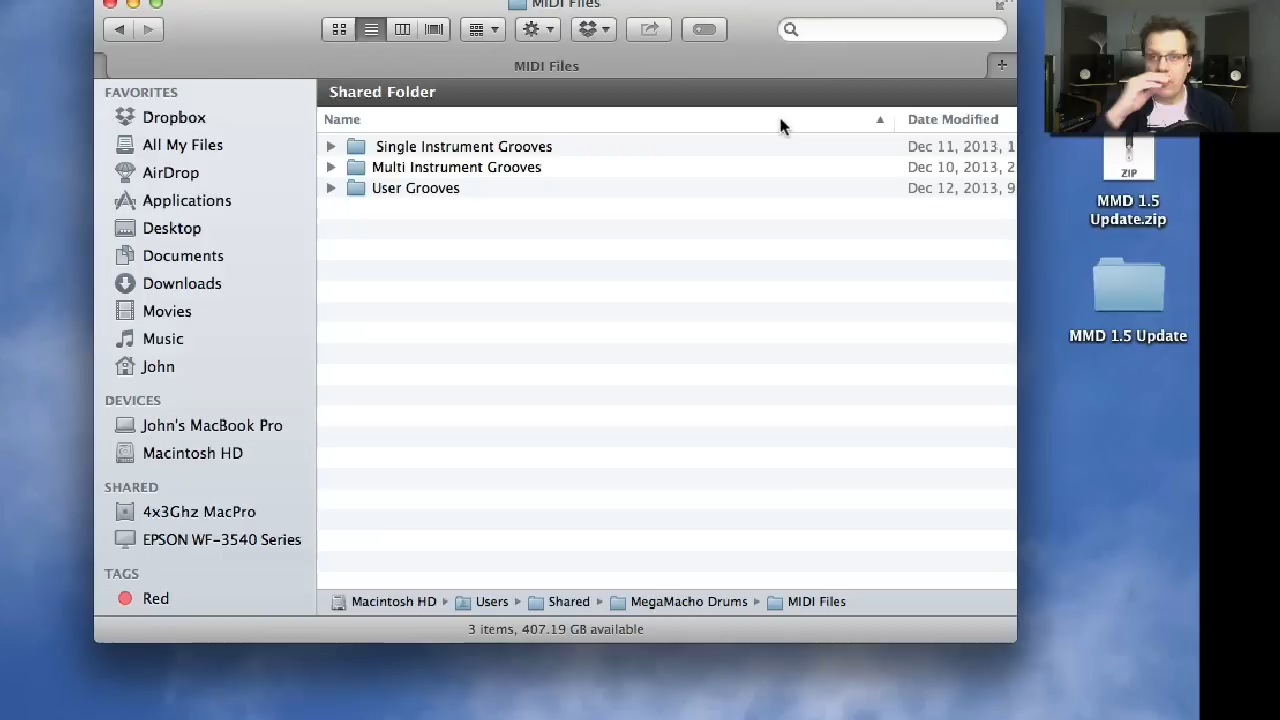 MIDI Files
MIDI Files
FAVORITES
Dropbox
All My Files
AirDrop
Applications
Desktop
Documents
Downloads
Movies
Music
John
DEVICES
John's MacBook Pro
Macintosh HD
SHARED
4x3Ghz MacPro
EPSON WF-3540 Series
TAGS
Red
Shared Folder
Name Date Modified
Single Instrument Grooves Dec 11, 2013, 1
Multi Instrument Grooves Dec 10, 2013, 2
User Grooves Dec 12, 2013, 9
Macintosh HD Users Shared MegaMacho Drums MIDI Files
3 items, 407.19 GB available
ZIP
MMD 1.5
Update.zip
MMD 1.5 Update